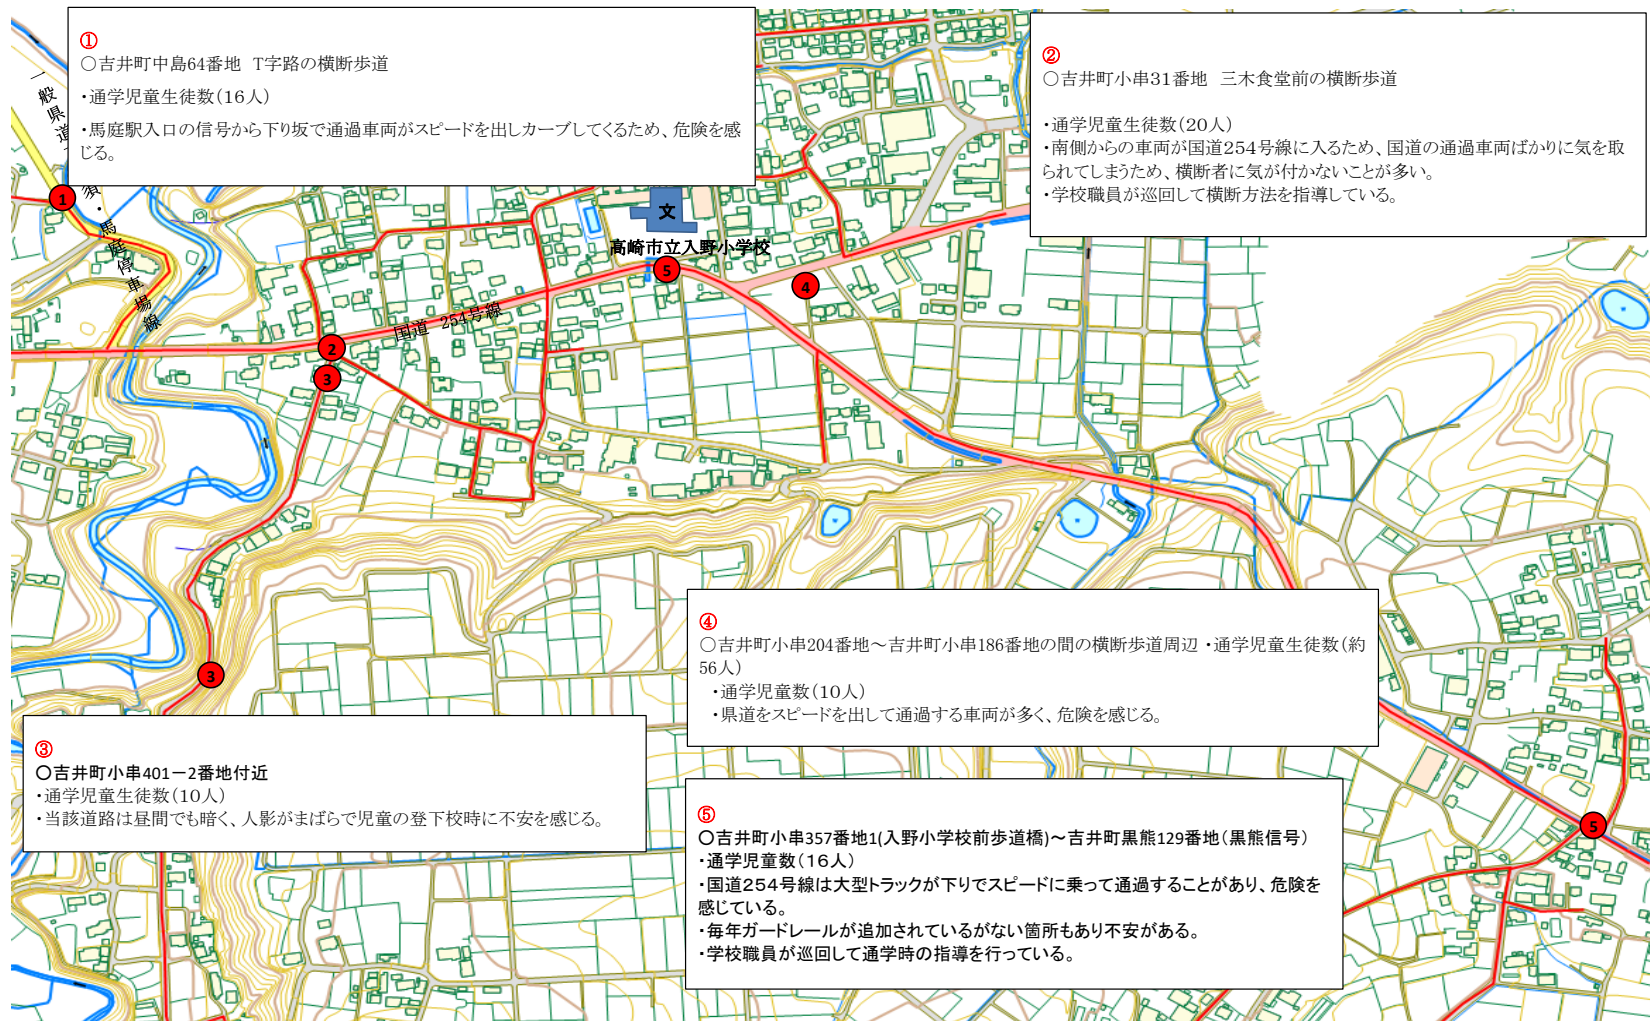 ①
○吉井町中島64番地　T字路の横断歩道
・通学児童生徒数(16人)
・馬庭駅入口の信号から下り坂で通過車両がスピードを出しカーブしてくるため、危険を感
じる。
②
○吉井町小串31番地　三木食堂前の横断歩道
・通学児童生徒数(20人)
・南側からの車両が国道254号線に入るため、国道の通過車両ばかりに気を取
られてしまうため、横断者に気が付かないことが多い。
・学校職員が巡回して横断方法を指導している。
一般県道
須・馬庭停車場線
1
文
高崎市立入野小学校
5
4
国道 254号線
2
3
3
④
○吉井町小串204番地～吉井町小串186番地の間の横断歩道周辺 ・通学児童生徒数(約
56人)
・通学児童数(10人)
・県道をスピードを出して通過する車両が多く、危険を感じる。
③
○吉井町小串401－2番地付近
・通学児童生徒数(10人)
・当該道路は昼間でも暗く、人影がまばらで児童の登下校時に不安を感じる。
⑤
○吉井町小串357番地1(入野小学校前歩道橋)～吉井町黒熊129番地(黒熊信号)
・通学児童数(16人)
・国道254号線は大型トラックが下りでスピードに乗って通過することがあり、危険を
感じている。
・毎年ガードレールが追加されているがない箇所もあり不安がある。
・学校職員が巡回して通学時の指導を行っている。
5